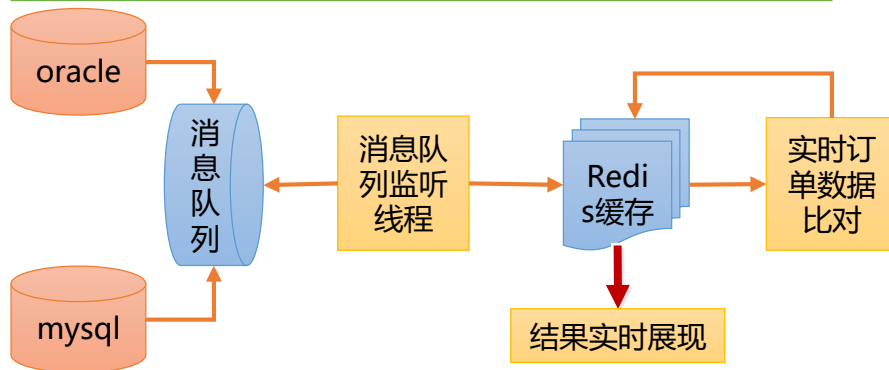 oracle
消
息
队
列
mysql
消息队
列监听
线程
Redi
s缓存
实时订
单数据
比对
结果实时展现